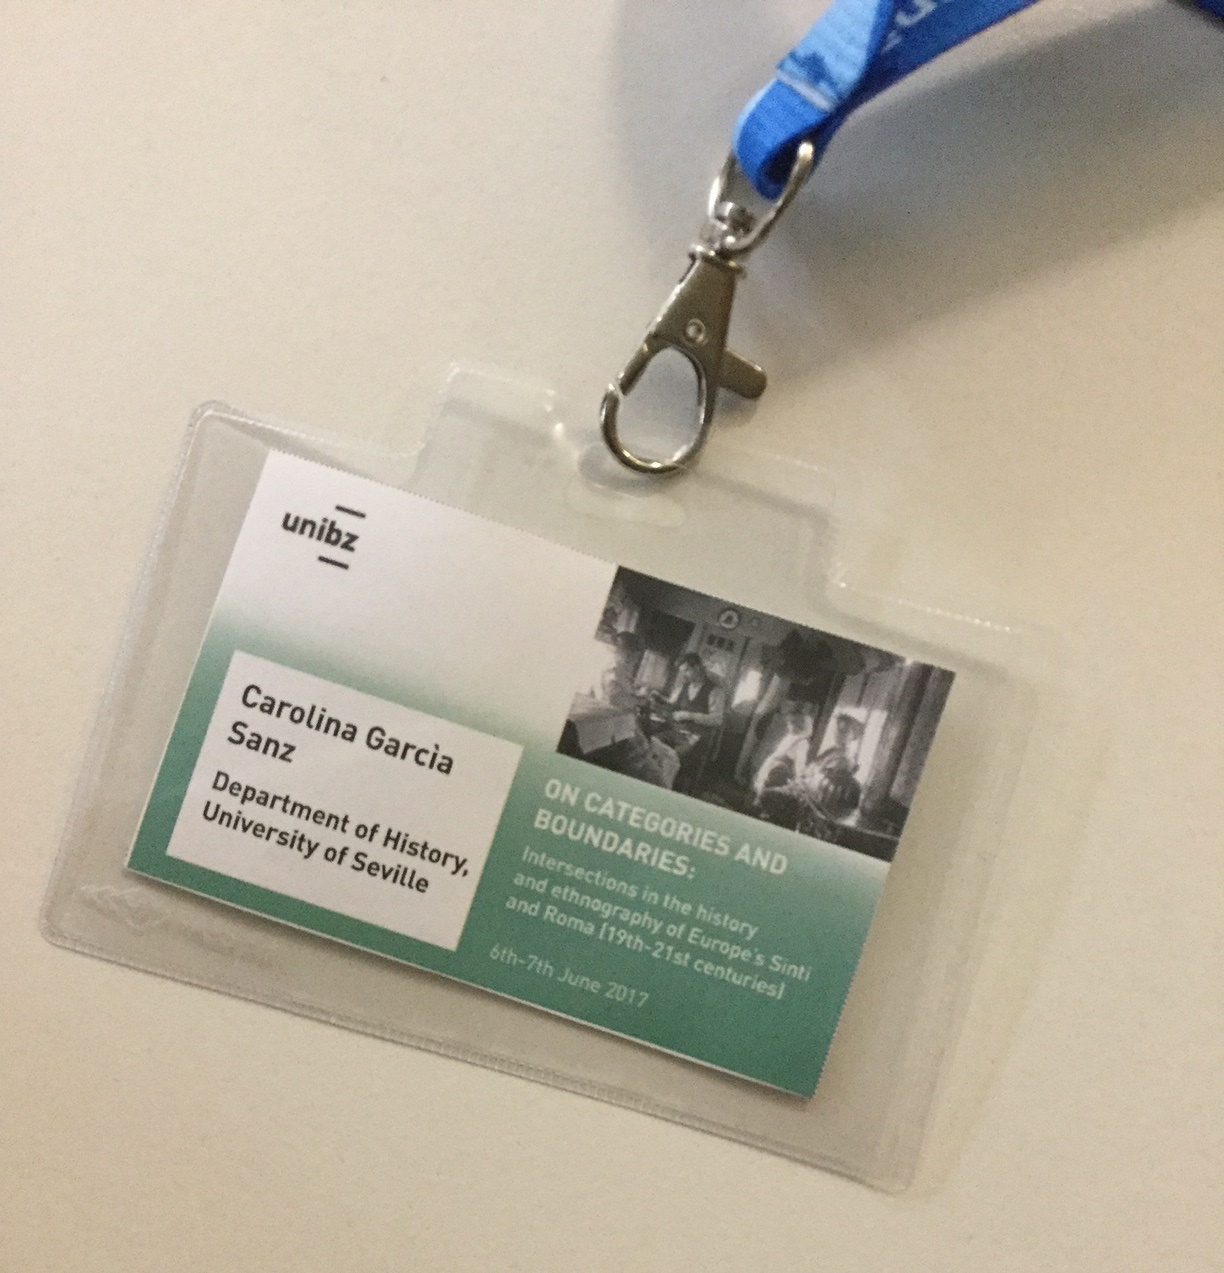 unibz
Carolina Garcìa
Sanz
Department of History,
University of Seville
ON CATEGORIES AND
BOUNDARIES:
Intersections in the history
and ethnography of Europe's Sinti
and Roma [19th-21st centuries]
6th-7th June 2017